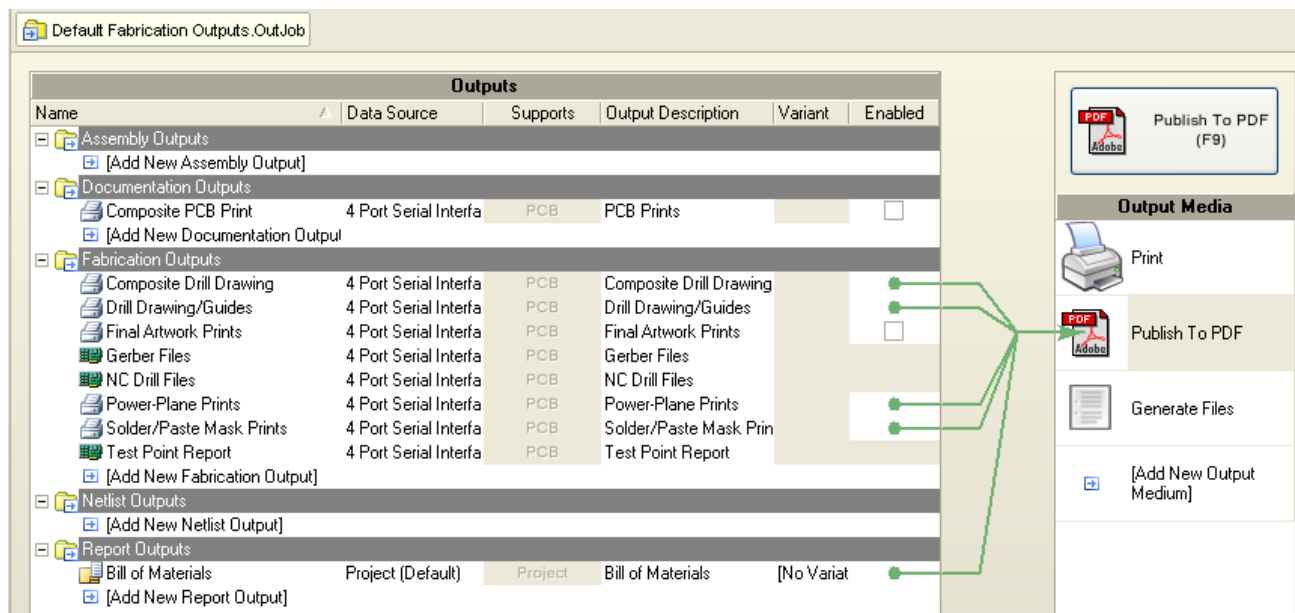 Default Fabrication Outputs.OutJob
Outputs
Name Data Source Supports Output Description Variant Enabled
Assembly Outputs
[Add New Assembly Output]
Documentation Outputs
Composite PCB Print 4 Port Serial Interfa PCB PCB Prints
[Add New Documentation Output
Fabrication Outputs
Composite Drill Drawing 4 Port Serial Interfa PCB Composite Drill Drawing
Drill Drawing/Guides 4 Port Serial Interfa PCB Drill Drawing/Guides
Final Artwork Prints 4 Port Serial Interfa PCB Final Artwork Prints
Gerber Files 4 Port Serial Interfa PCB Gerber Files
NC Drill Files 4 Port Serial Interfa PCB NC Drill Files
Power-Plane Prints 4 Port Serial Interfa PCB Power-Plane Prints
Solder/Paste Mask Prints 4 Port Serial Interfa PCB Solder/Paste Mask Prin
Test Point Report 4 Port Serial Interfa PCB Test Point Report
[Add New Fabrication Output]
Netlist Outputs
[Add New Netlist Output]
Report Outputs
Bill of Materials Project (Default) Project Bill of Materials [No Variat
[Add New Report Output]
PDF
Adobe
Publish To PDF
(F9)
Output Media
Print
PDF
Adobe
Publish To PDF
Generate Files
[Add New Output
Medium]